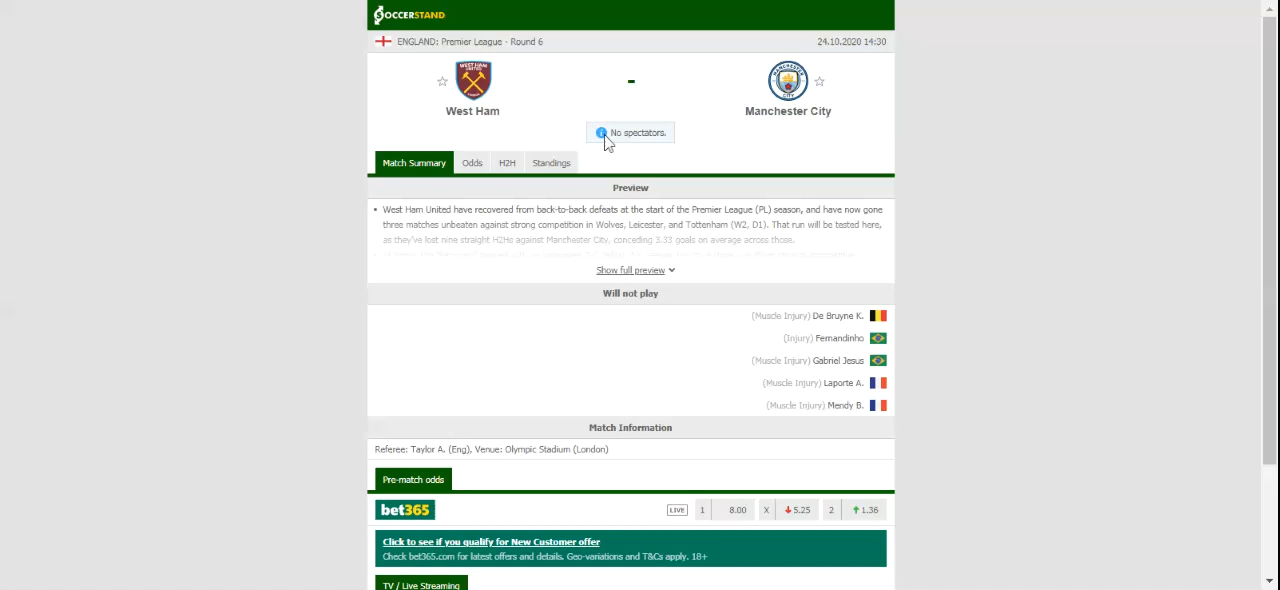 SOCCERSTAND
ENGLAND: Premier League - Round 6 24.10.2020 14:30
-
West Ham Manchester City
No spectators.
Match Summary Odds H2H Standings
Preview
• West Ham United have recovered from back-to-back defeats at the start of the Premier League (PL) season, and have now gone
three matches unbeaten against strong competition in Wolves, Leicester, and Tottenham (W2, D1). That run will be tested here,
as they've lost nine straight H2Hs against Manchester City, conceding 3.33 goals on average across those.
Show full preview
Will not play
(Muscle Injury) De Bruyne K.
(Injury) Fernandinho
(Muscle Injury) Gabriel Jesus
(Muscle Injury) Laporte A.
(Muscle Injury) Mendy B.
Match Information
Referee: Taylor A. (Eng), Venue: Olympic Stadium (London)
Pre-match odds
bet365 LIVE 1 8.00 X 5.25 2 1.36
Click to see if you qualify for New Customer offer
Check bet365.com for latest offers and details. Geo-variations and T&Cs apply. 18+
TV / Live Streaming